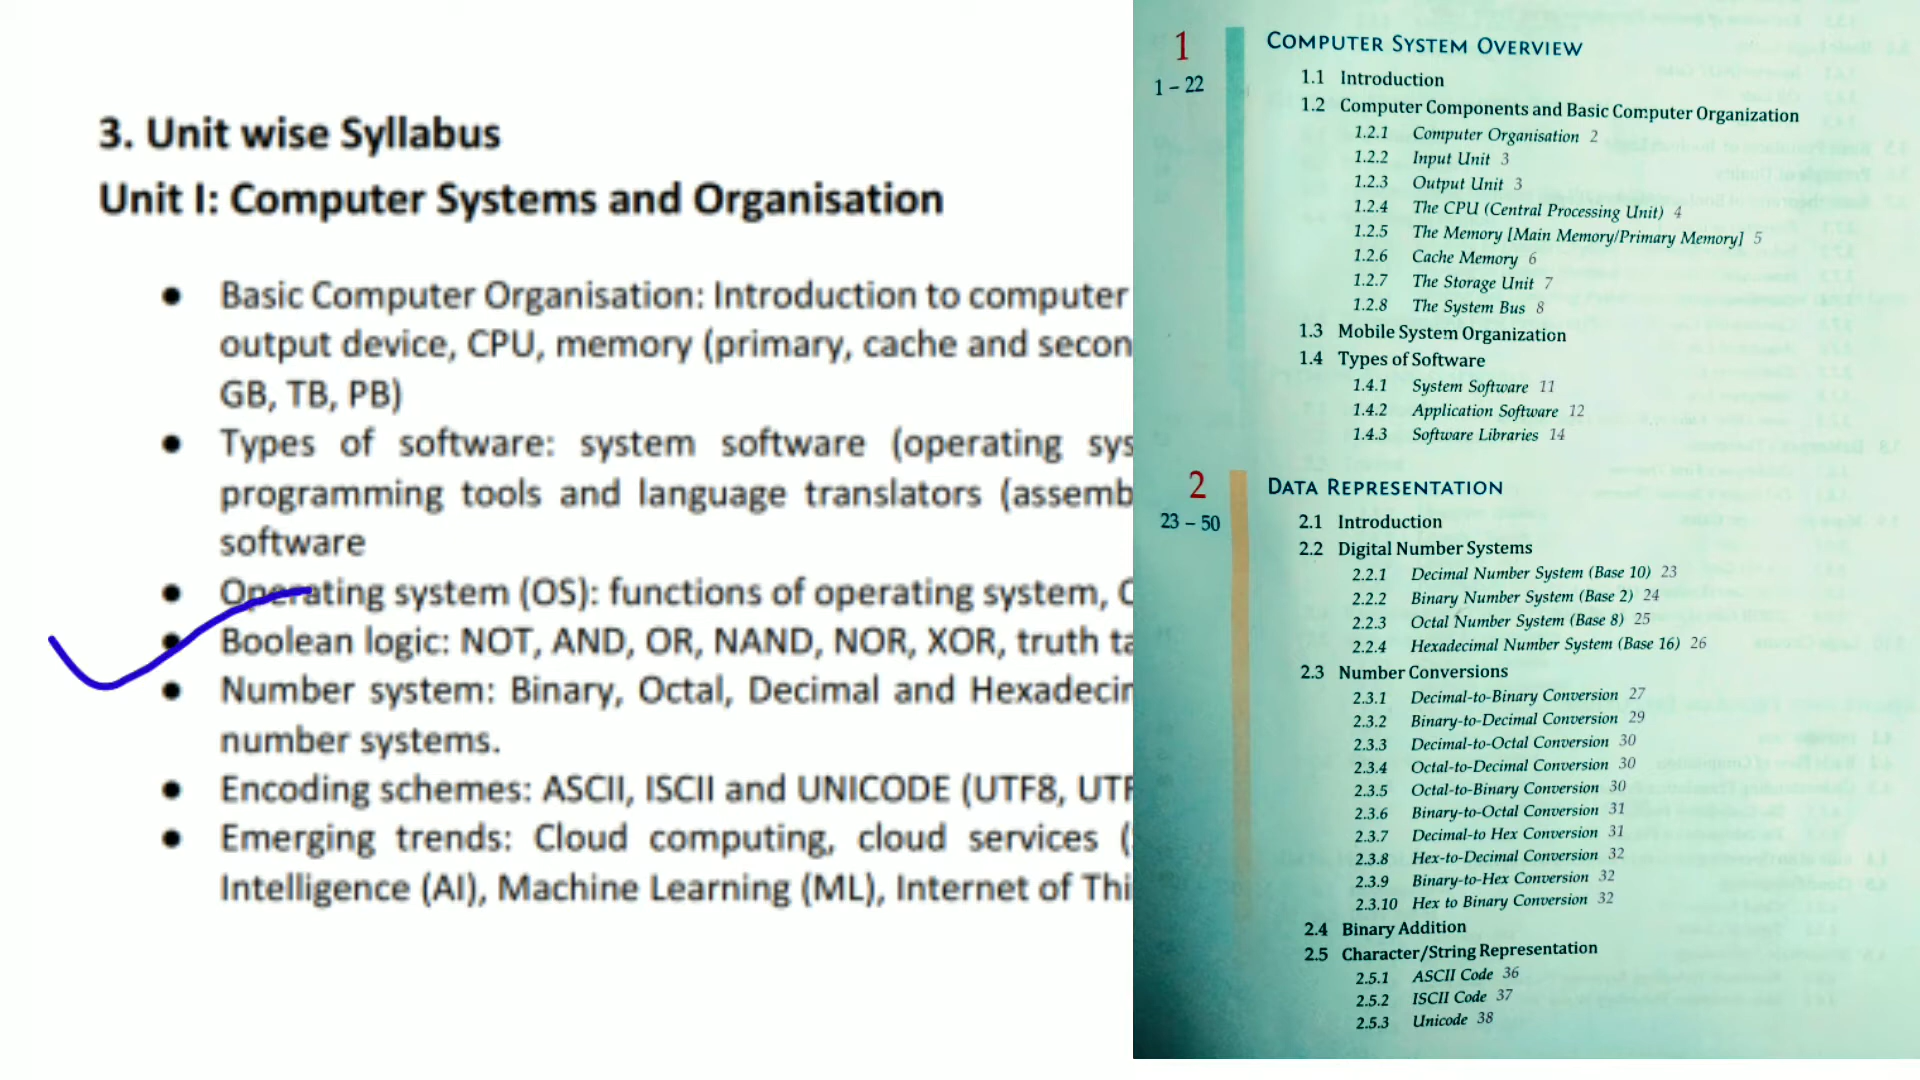 3. Unit wise Syllabus
Unit I: Computer Systems and Organisation
● Basic Computer Organisation: Introduction to computer
output device, CPU, memory (primary, cache and secon
GB, TB, PB)
● Types of software: system software (operating sys
programming tools and language translators (assemb
software
● Operating system (OS): functions of operating system,
● Boolean logic: NOT, AND, OR, NAND, NOR, XOR, truth ta
● Number system: Binary, Octal, Decimal and Hexadecim
number systems.
● Encoding schemes: ASCII, ISCII and UNICODE (UTF8, UTF
● Emerging trends: Cloud computing, cloud services (
Intelligence (AI), Machine Learning (ML), Internet of Thi
1
1 – 22
COMPUTER SYSTEM OVERVIEW
1.1 Introduction
1.2 Computer Components and Basic Computer Organization
1.2.1 Computer Organisation 2
1.2.2 Input Unit 3
1.2.3 Output Unit 3
1.2.4 The CPU (Central Processing Unit) 4
1.2.5 The Memory [Main Memory/Primary Memory] 5
1.2.6 Cache Memory 6
1.2.7 The Storage Unit 7
1.2.8 The System Bus 8
1.3 Mobile System Organization
1.4 Types of Software
1.4.1 System Software 11
1.4.2 Application Software 12
1.4.3 Software Libraries 14
2
23 – 50
DATA REPRESENTATION
2.1 Introduction
2.2 Digital Number Systems
2.2.1 Decimal Number System (Base 10) 23
2.2.2 Binary Number System (Base 2) 24
2.2.3 Octal Number System (Base 8) 25
2.2.4 Hexadecimal Number System (Base 16) 26
2.3 Number Conversions
2.3.1 Decimal-to-Binary Conversion 27
2.3.2 Binary-to-Decimal Conversion 29
2.3.3 Decimal-to-Octal Conversion 30
2.3.4 Octal-to-Decimal Conversion 30
2.3.5 Octal-to-Binary Conversion 30
2.3.6 Binary-to-Octal Conversion 31
2.3.7 Decimal-to Hex Conversion 31
2.3.8 Hex-to-Decimal Conversion 32
2.3.9 Binary-to-Hex Conversion 32
2.3.10 Hex to Binary Conversion 32
2.4 Binary Addition
2.5 Character/String Representation
2.5.1 ASCII Code 36
2.5.2 ISCII Code 37
2.5.3 Unicode 38